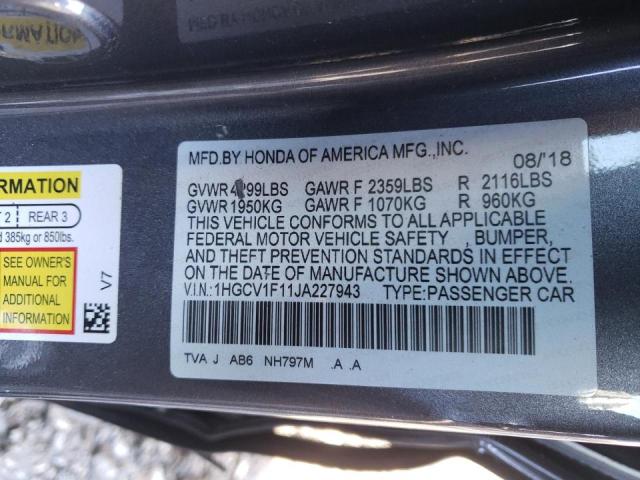 RMATION
T 2 REAR 3
d 385kg or 850lbs.
SEE OWNER'S
MANUAL FOR
ADDITIONAL
INFORMATION
V7
MFD.BY HONDA OF AMERICA MFG.,INC. 08/'18
GVWR 4299LBS GAWR F 2359LBS R 2116LBS
GVWR 1950KG GAWR F 1070KG R 960KG
THIS VEHICLE CONFORMS TO ALL APPLICABLE
FEDERAL MOTOR VEHICLE SAFETY , BUMPER,
AND THEFT PREVENTION STANDARDS IN EFFECT
ON THE DATE OF MANUFACTURE SHOWN ABOVE.
V.I.N.:1HGCV1F11JA227943 TYPE:PASSENGER CAR
TVA J AB6 NH797M .A .A